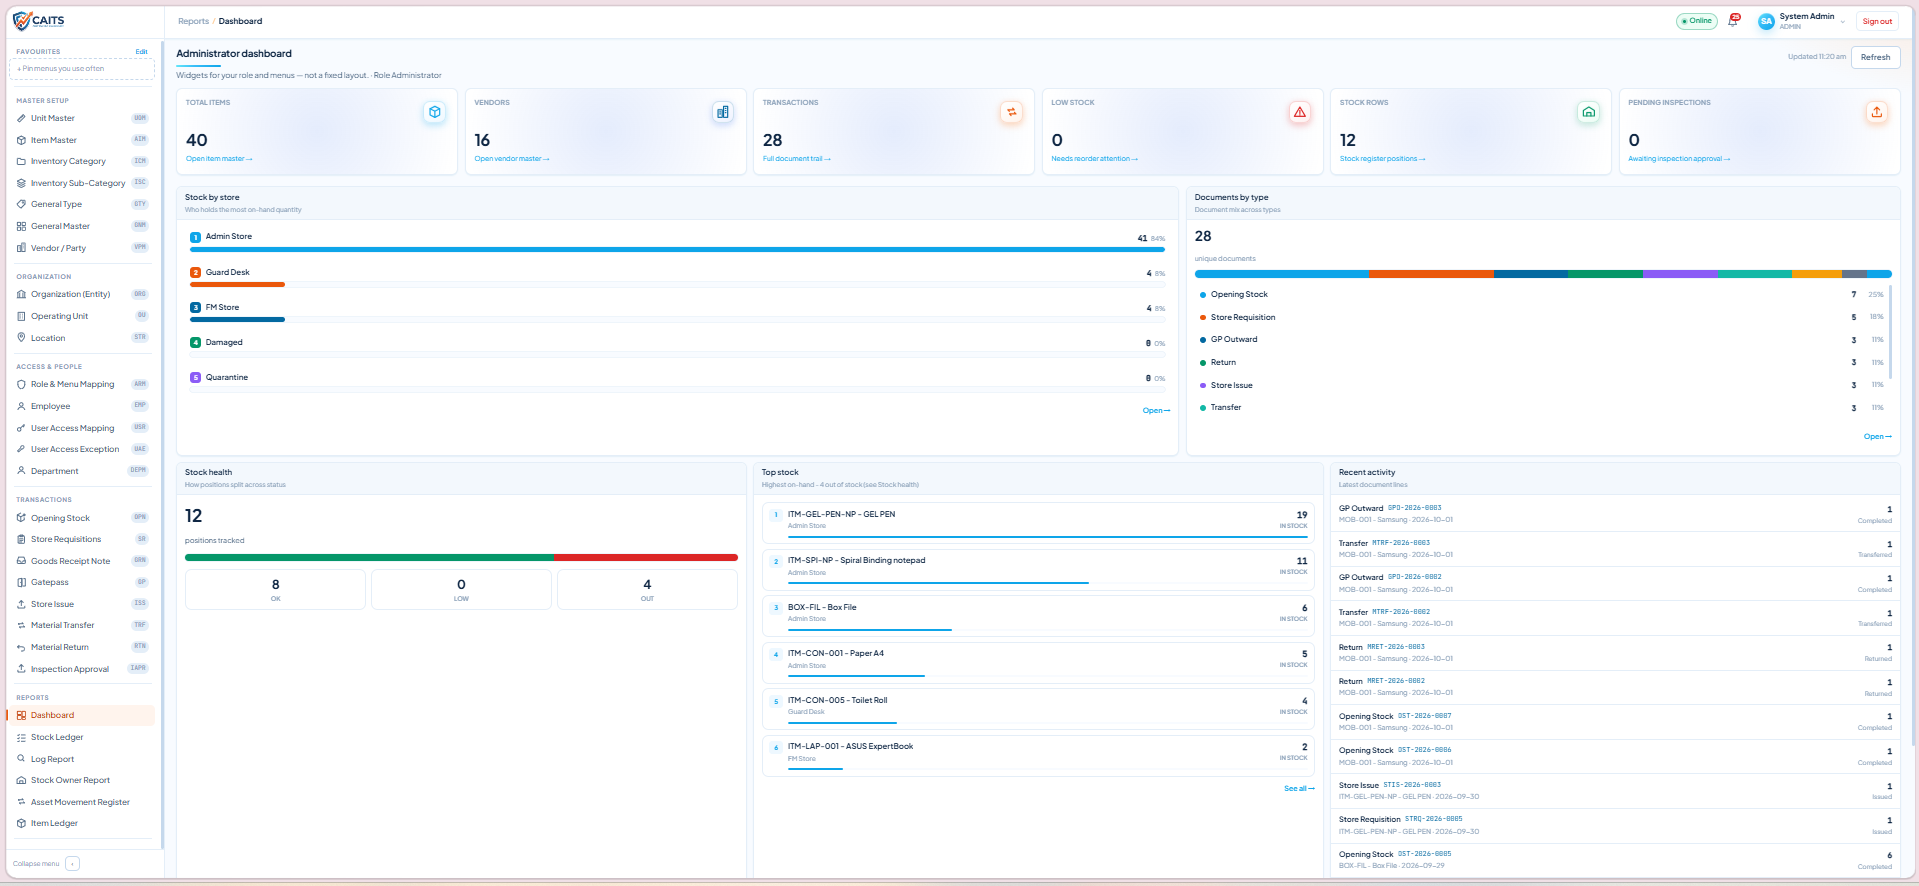 CAITS
Reports / Dashboard
Online
25
SA
System Admin
ADMIN
Sign out
FAVOURITES
Edit
+ Pin menus you use often
MASTER SETUP
Unit Master UOM
Item Master AIM
Inventory Category ICM
Inventory Sub-Category ISC
General Type GTY
General Master GNM
Vendor / Party VPM
ORGANIZATION
Organization (Entity) ORG
Operating Unit OU
Location STR
ACCESS & PEOPLE
Role & Menu Mapping ARM
Employee EMP
User Access Mapping USR
User Access Exception UAE
Department DEPM
TRANSACTIONS
Opening Stock OPN
Store Requisitions SR
Goods Receipt Note GRN
Gatepass GP
Store Issue ISS
Material Transfer TRF
Material Return RTN
Inspection Approval IAPR
REPORTS
Dashboard
Stock Ledger
Log Report
Stock Owner Report
Asset Movement Register
Item Ledger
Collapse menu
Administrator dashboard
Widgets for your role and menus — not a fixed layout. · Role Administrator
Updated 11:20 am
Refresh
TOTAL ITEMS
40
Open item master →
VENDORS
16
Open vendor master →
TRANSACTIONS
28
Full document trail →
LOW STOCK
0
Needs reorder attention →
STOCK ROWS
12
Stock register positions →
PENDING INSPECTIONS
0
Awaiting inspection approval →
Stock by store
Who holds the most on-hand quantity
1 Admin Store 41 84%
2 Guard Desk 4 8%
3 FM Store 4 8%
4 Damaged 0 0%
5 Quarantine 0 0%
Open →
Documents by type
Document mix across types
28
unique documents
Opening Stock 7 25%
Store Requisition 5 18%
GP Outward 3 11%
Return 3 11%
Store Issue 3 11%
Transfer 3 11%
Open →
Stock health
How positions split across status
12
positions tracked
8
OK
0
LOW
4
OUT
Top stock
Highest on-hand - 4 out of stock (see Stock health)
1 ITM-GEL-PEN-NP - GEL PEN 19
Admin Store IN STOCK
2 ITM-SPI-NP - Spiral Binding notepad 11
Admin Store IN STOCK
3 BOX-FIL - Box File 6
Admin Store IN STOCK
4 ITM-CON-001 - Paper A4 5
Admin Store IN STOCK
5 ITM-CON-005 - Toilet Roll 4
Guard Desk IN STOCK
6 ITM-LAP-001 - ASUS ExpertBook 2
FM Store IN STOCK
See all →
Recent activity
Latest document lines
GP Outward GPO-2026-0003 1
MOB-001 - Samsung · 2026-10-01 Completed
Transfer MTRF-2026-0003 1
MOB-001 - Samsung · 2026-10-01 Transferred
GP Outward GPO-2026-0002 1
MOB-001 - Samsung · 2026-10-01 Completed
Transfer MTRF-2026-0002 1
MOB-001 - Samsung · 2026-10-01 Transferred
Return MRET-2026-0003 1
MOB-001 - Samsung · 2026-10-01 Returned
Return MRET-2026-0002 1
MOB-001 - Samsung · 2026-10-01 Returned
Opening Stock OST-2026-0007 1
MOB-001 - Samsung · 2026-10-01 Completed
Opening Stock OST-2026-0006 1
MOB-001 - Samsung · 2026-10-01 Completed
Store Issue STIS-2026-0003 1
ITM-GEL-PEN-NP - GEL PEN · 2026-09-30 Issued
Store Requisition STRQ-2026-0005 1
ITM-GEL-PEN-NP - GEL PEN · 2026-09-30 Issued
Opening Stock OST-2026-0005 6
BOX-FIL - Box File · 2026-09-29 Completed